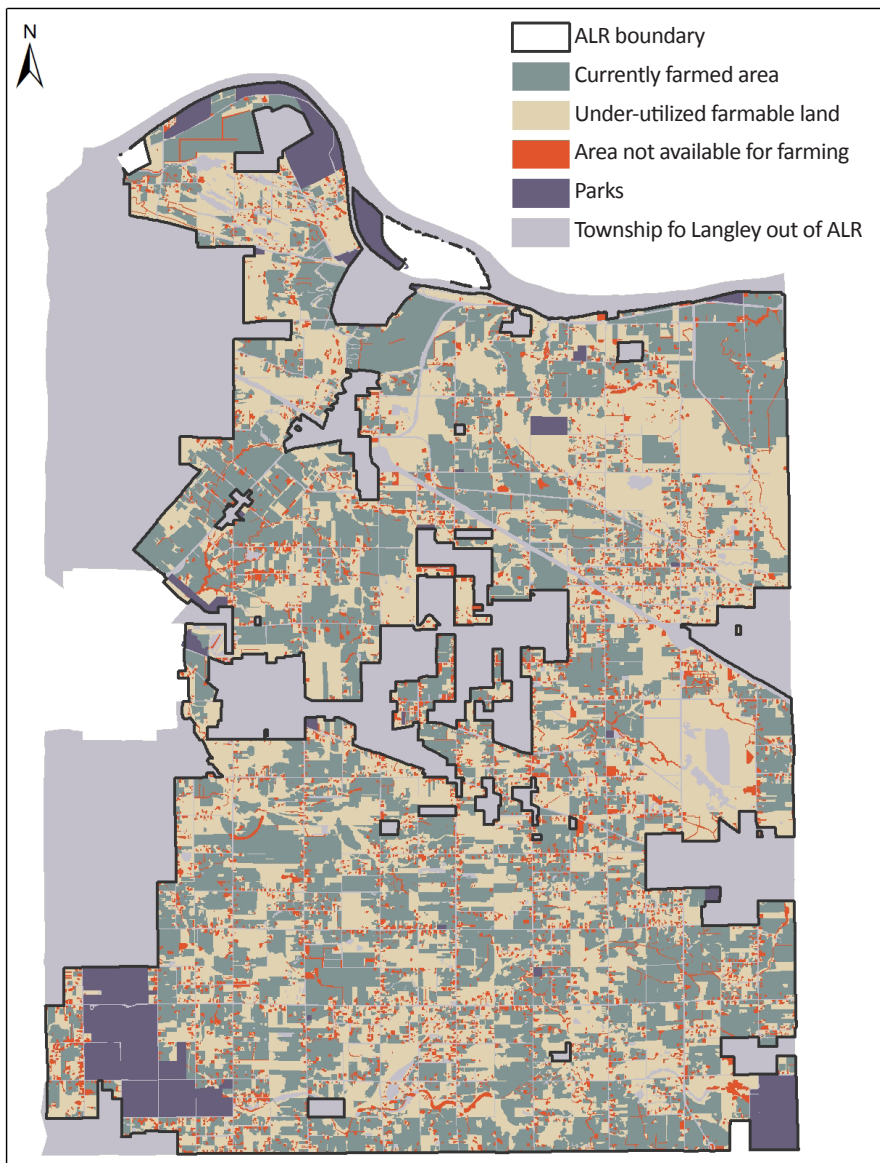 N
ALR boundary
Currently farmed area
Under-utilized farmable land
Area not available for farming
Parks
Township fo Langley out of ALR